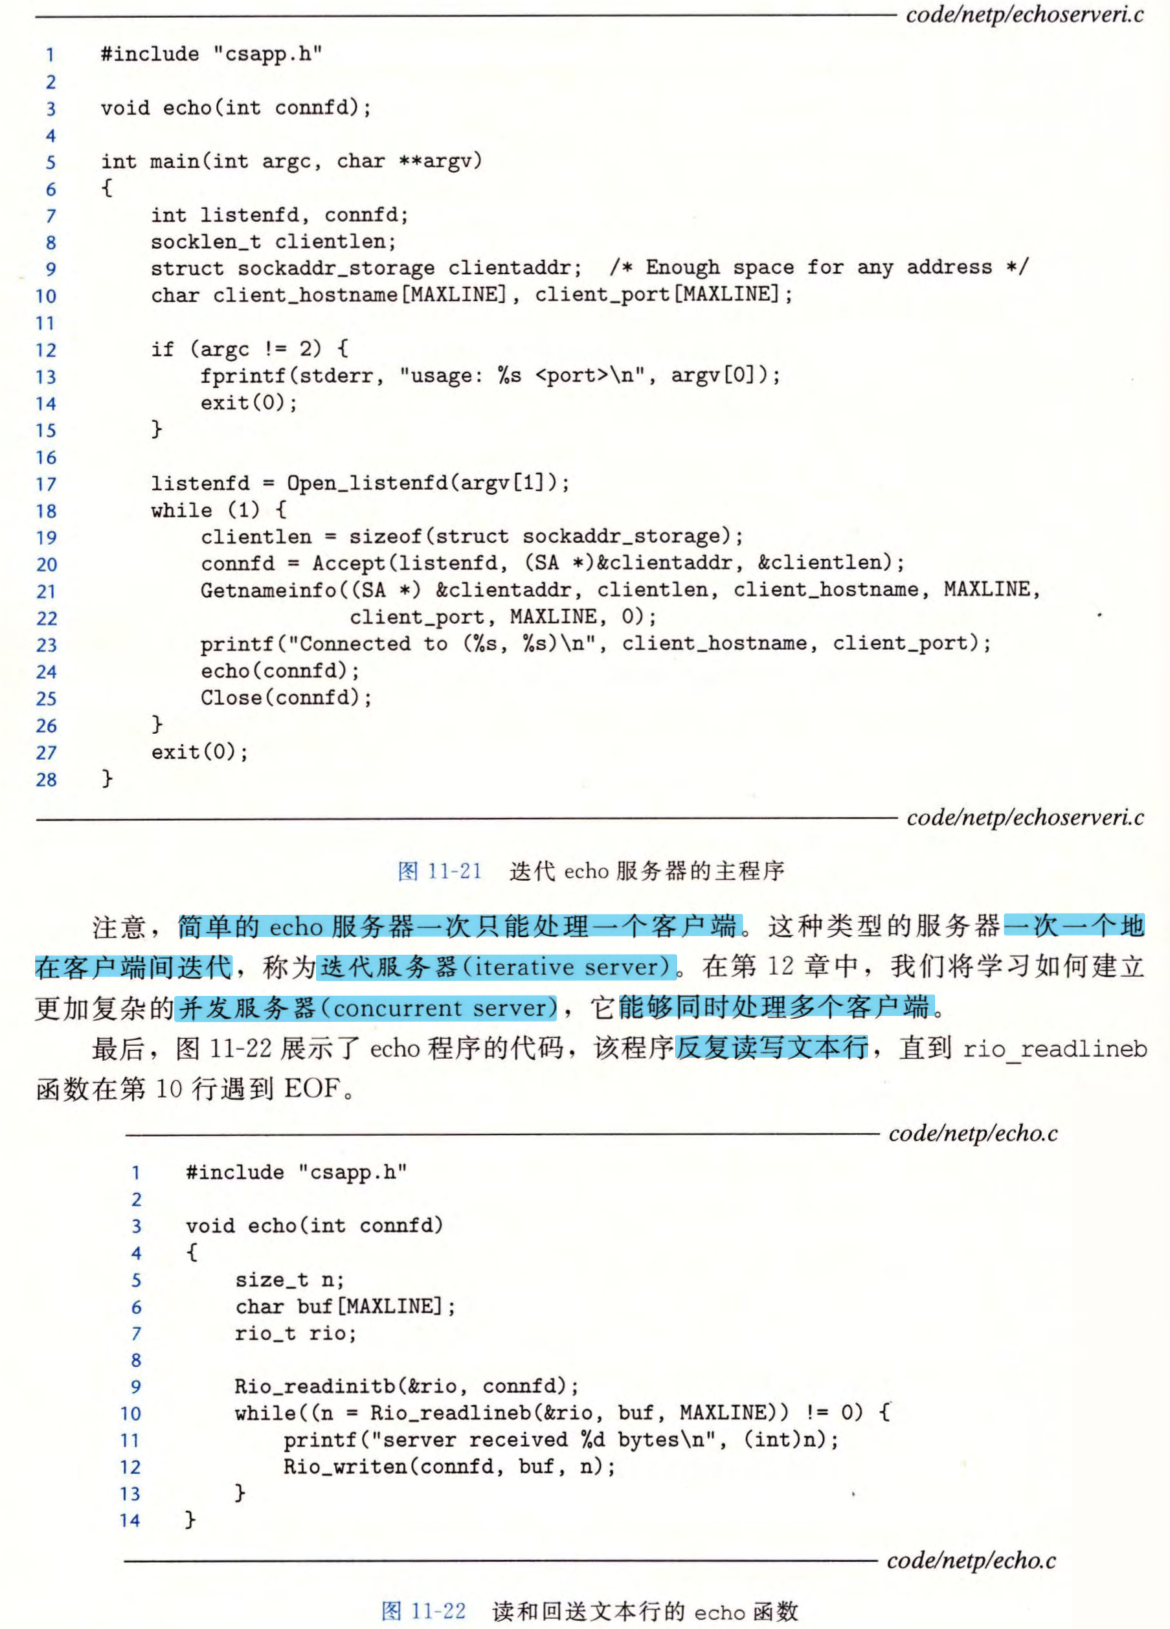 code/netp/echoserveri.c
1 #include "csapp.h"
2
3 void echo(int connfd);
4
5 int main(int argc, char **argv)
6 {
7     int listenfd, connfd;
8     socklen_t clientlen;
9     struct sockaddr_storage clientaddr;  /* Enough space for any address */
10     char client_hostname[MAXLINE], client_port[MAXLINE];
11
12     if (argc != 2) {
13         fprintf(stderr, "usage: %s <port>\n", argv[0]);
14         exit(0);
15     }
16
17     listenfd = Open_listenfd(argv[1]);
18     while (1) {
19         clientlen = sizeof(struct sockaddr_storage);
20         connfd = Accept(listenfd, (SA *)&clientaddr, &clientlen);
21         Getnameinfo((SA *) &clientaddr, clientlen, client_hostname, MAXLINE,
22                     client_port, MAXLINE, 0);
23         printf("Connected to (%s, %s)\n", client_hostname, client_port);
24         echo(connfd);
25         Close(connfd);
26     }
27     exit(0);
28 }
code/netp/echoserveri.c
图 11-21 迭代 echo 服务器的主程序
注意，简单的 echo 服务器一次只能处理一个客户端。这种类型的服务器一次一个地
在客户端间迭代，称为迭代服务器(iterative server)。在第 12 章中，我们将学习如何建立
更加复杂的并发服务器(concurrent server)，它能够同时处理多个客户端。
最后，图 11-22 展示了 echo 程序的代码，该程序反复读写文本行，直到 rio_readlineb
函数在第 10 行遇到 EOF。
code/netp/echo.c
1 #include "csapp.h"
2
3 void echo(int connfd)
4 {
5     size_t n;
6     char buf[MAXLINE];
7     rio_t rio;
8
9     Rio_readinitb(&rio, connfd);
10     while((n = Rio_readlineb(&rio, buf, MAXLINE)) != 0) {
11         printf("server received %d bytes\n", (int)n);
12         Rio_writen(connfd, buf, n);
13     }
14 }
code/netp/echo.c
图 11-22 读和回送文本行的 echo 函数